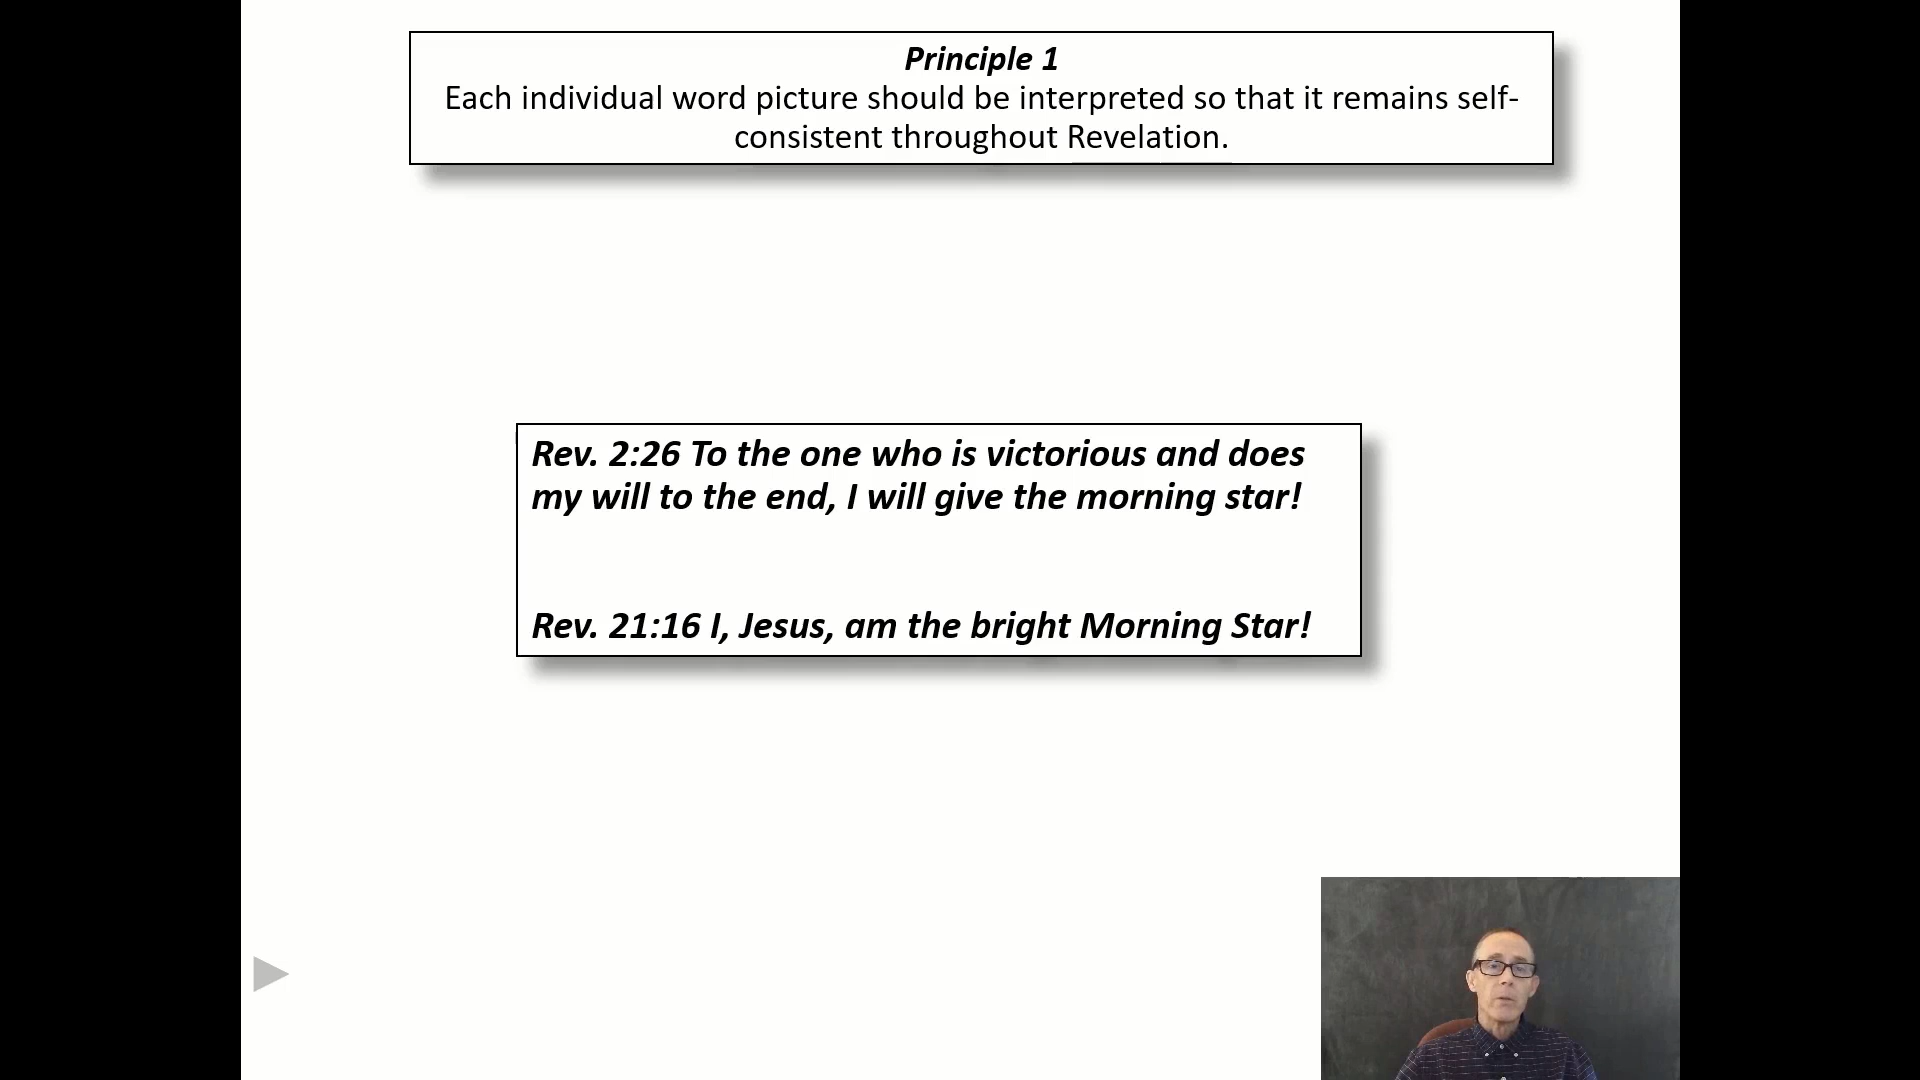 Principle 1
Each individual word picture should be interpreted so that it remains self-
consistent throughout Revelation.
Rev. 2:26 To the one who is victorious and does
my will to the end, I will give the morning star!
Rev. 21:16 I, Jesus, am the bright Morning Star!